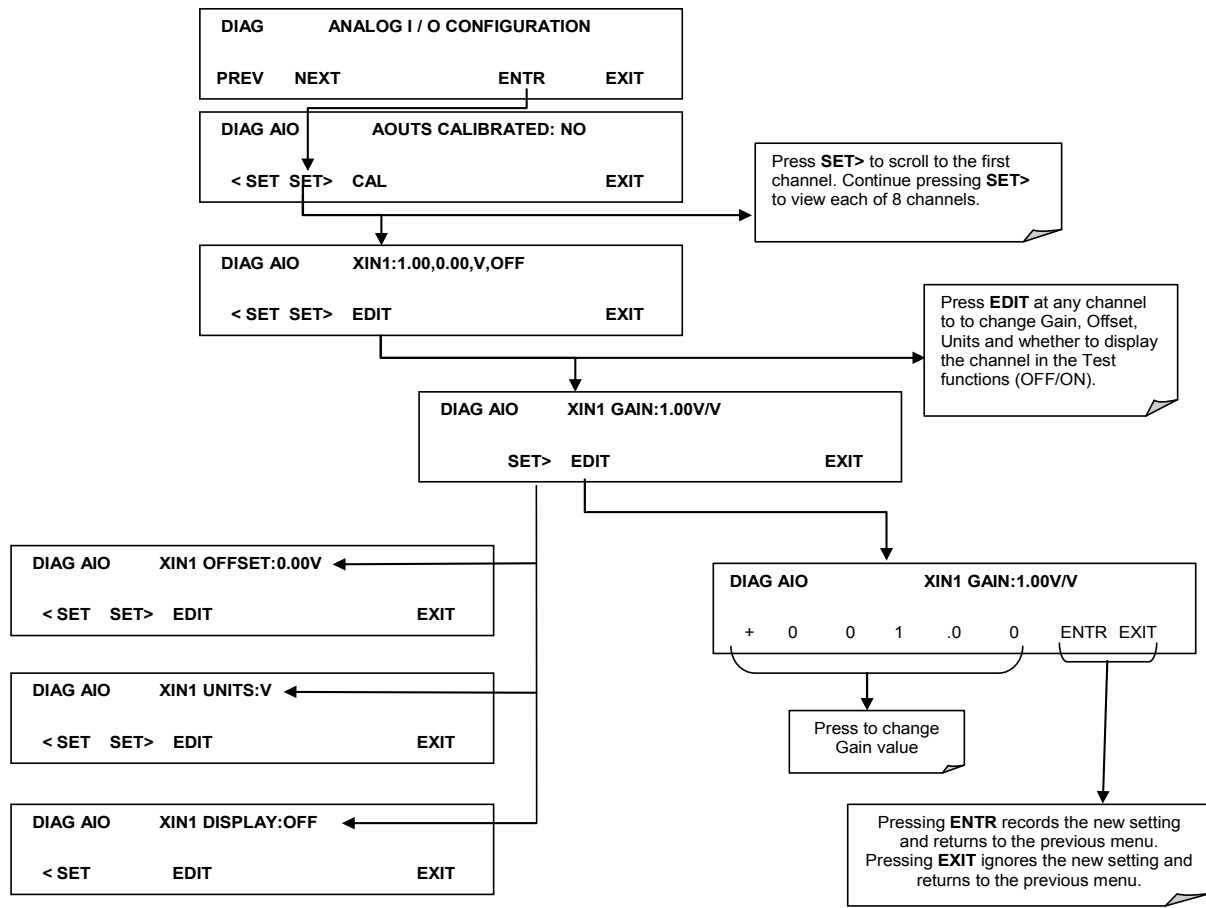 DIAG ANALOG I / O CONFIGURATION
PREV NEXT ENTR EXIT
DIAG AIO AOUTS CALIBRATED: NO
< SET SET> CAL EXIT
Press SET> to scroll to the first
channel. Continue pressing SET>
to view each of 8 channels.
DIAG AIO XIN1:1.00,0.00,V,OFF
< SET SET> EDIT EXIT
Press EDIT at any channel
to to change Gain, Offset,
Units and whether to display
the channel in the Test
functions (OFF/ON).
DIAG AIO XIN1 GAIN:1.00V/V
SET> EDIT EXIT
DIAG AIO XIN1 OFFSET:0.00V
< SET SET> EDIT EXIT
DIAG AIO XIN1 UNITS:V
< SET SET> EDIT EXIT
DIAG AIO XIN1 DISPLAY:OFF
< SET EDIT EXIT
DIAG AIO XIN1 GAIN:1.00V/V
+ 0 0 1 .0 0 ENTR EXIT
Press to change
Gain value
Pressing ENTR records the new setting
and returns to the previous menu.
Pressing EXIT ignores the new setting and
returns to the previous menu.